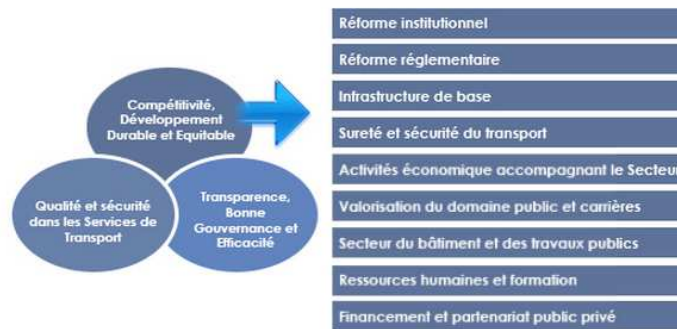 Compétitivité,
Développement
Durable et Equitable
Qualité et sécurité
dans les Services de
Transport
Transparence,
Bonne
Gouvernance et
Efficacité
Réforme institutionnel
Réforme réglementaire
Infrastructure de base
Sureté et sécurité du transport
Activités économique accompagnant le Secteur
Valorisation du domaine public et carrières
Secteur du bâtiment et des travaux publics
Ressources humaines et formation
Financement et partenariat public privé